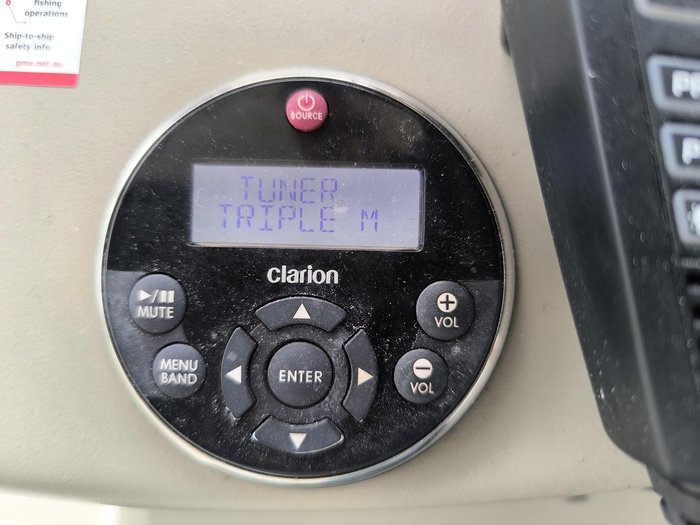 fishing
operations
Ship-to-ship
safety info
gme.net.au
SOURCE
TUNER
TRIPLE M
clarion
MUTE
VOL
MENU
BAND
ENTER
VOL